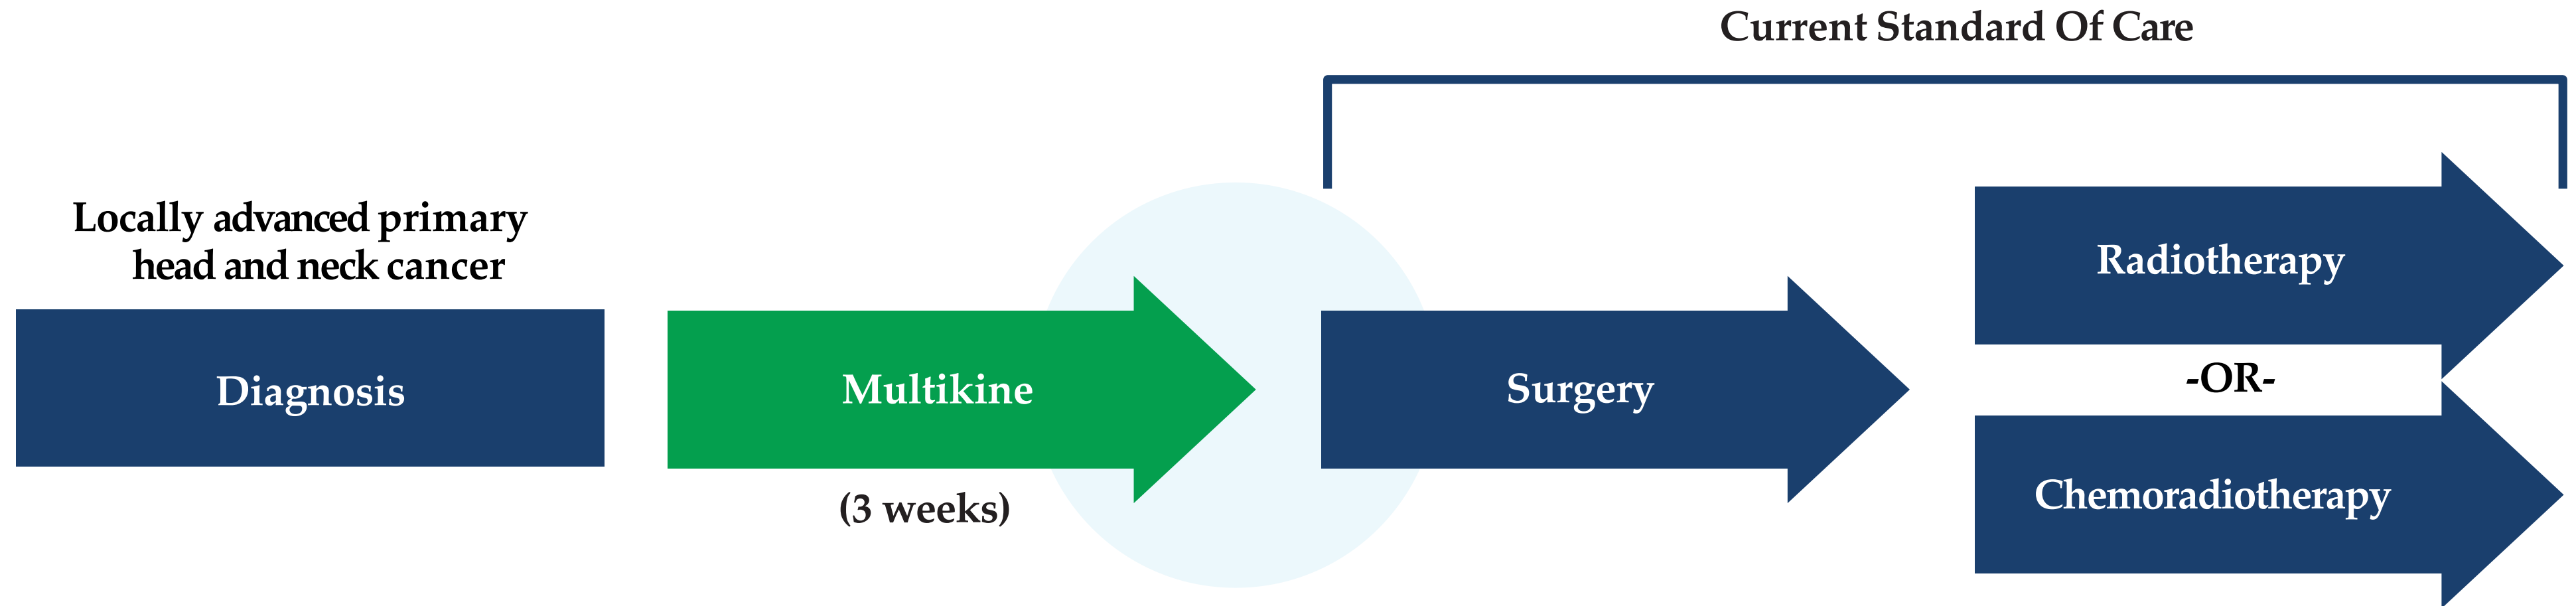 Current Standard Of Care
Locally advanced primary
head and neck cancer
Diagnosis
Multikine
(3 weeks)
Surgery
Radiotherapy
-OR-
Chemoradiotherapy